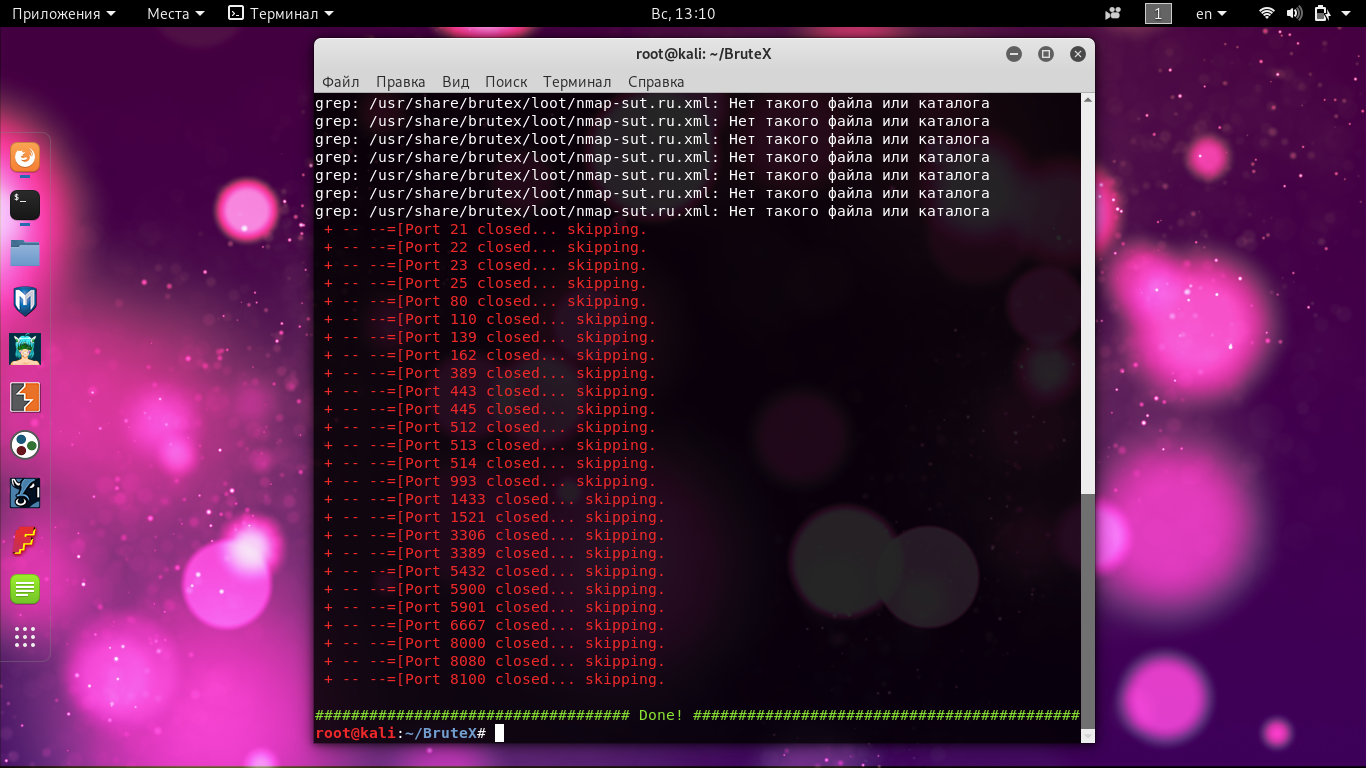 Приложения Места Терминал Вс, 13:10 1 en
root@kali: ~/BruteX
Файл Правка Вид Поиск Терминал Справка
grep: /usr/share/brutex/loot/nmap-sut.ru.xml: Нет такого файла или каталога
grep: /usr/share/brutex/loot/nmap-sut.ru.xml: Нет такого файла или каталога
grep: /usr/share/brutex/loot/nmap-sut.ru.xml: Нет такого файла или каталога
grep: /usr/share/brutex/loot/nmap-sut.ru.xml: Нет такого файла или каталога
grep: /usr/share/brutex/loot/nmap-sut.ru.xml: Нет такого файла или каталога
grep: /usr/share/brutex/loot/nmap-sut.ru.xml: Нет такого файла или каталога
grep: /usr/share/brutex/loot/nmap-sut.ru.xml: Нет такого файла или каталога
+ -- --=[Port 21 closed... skipping.
+ -- --=[Port 22 closed... skipping.
+ -- --=[Port 23 closed... skipping.
+ -- --=[Port 25 closed... skipping.
+ -- --=[Port 80 closed... skipping.
+ -- --=[Port 110 closed... skipping.
+ -- --=[Port 139 closed... skipping.
+ -- --=[Port 162 closed... skipping.
+ -- --=[Port 389 closed... skipping.
+ -- --=[Port 443 closed... skipping.
+ -- --=[Port 445 closed... skipping.
+ -- --=[Port 512 closed... skipping.
+ -- --=[Port 513 closed... skipping.
+ -- --=[Port 514 closed... skipping.
+ -- --=[Port 993 closed... skipping.
+ -- --=[Port 1433 closed... skipping.
+ -- --=[Port 1521 closed... skipping.
+ -- --=[Port 3306 closed... skipping.
+ -- --=[Port 3389 closed... skipping.
+ -- --=[Port 5432 closed... skipping.
+ -- --=[Port 5900 closed... skipping.
+ -- --=[Port 5901 closed... skipping.
+ -- --=[Port 6667 closed... skipping.
+ -- --=[Port 8000 closed... skipping.
+ -- --=[Port 8080 closed... skipping.
+ -- --=[Port 8100 closed... skipping.
################################### Done! ###########################################
root@kali:~/BruteX#